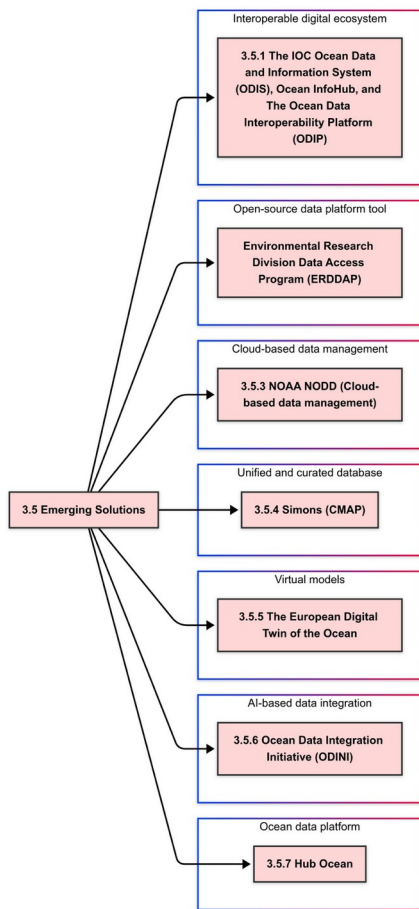 Interoperable digital ecosystem
3.5.1 The IOC Ocean Data
and Information System
(ODIS), Ocean InfoHub, and
The Ocean Data
Interoperability Platform
(ODIP)
Open-source data platform tool
Environmental Research
Division Data Access
Program (ERDDAP)
Cloud-based data management
3.5.3 NOAA NODD (Cloud-
based data management)
Unified and curated database
3.5 Emerging Solutions
3.5.4 Simons (CMAP)
Virtual models
3.5.5 The European Digital
Twin of the Ocean
AI-based data integration
3.5.6 Ocean Data Integration
Initiative (ODINI)
Ocean data platform
3.5.7 Hub Ocean